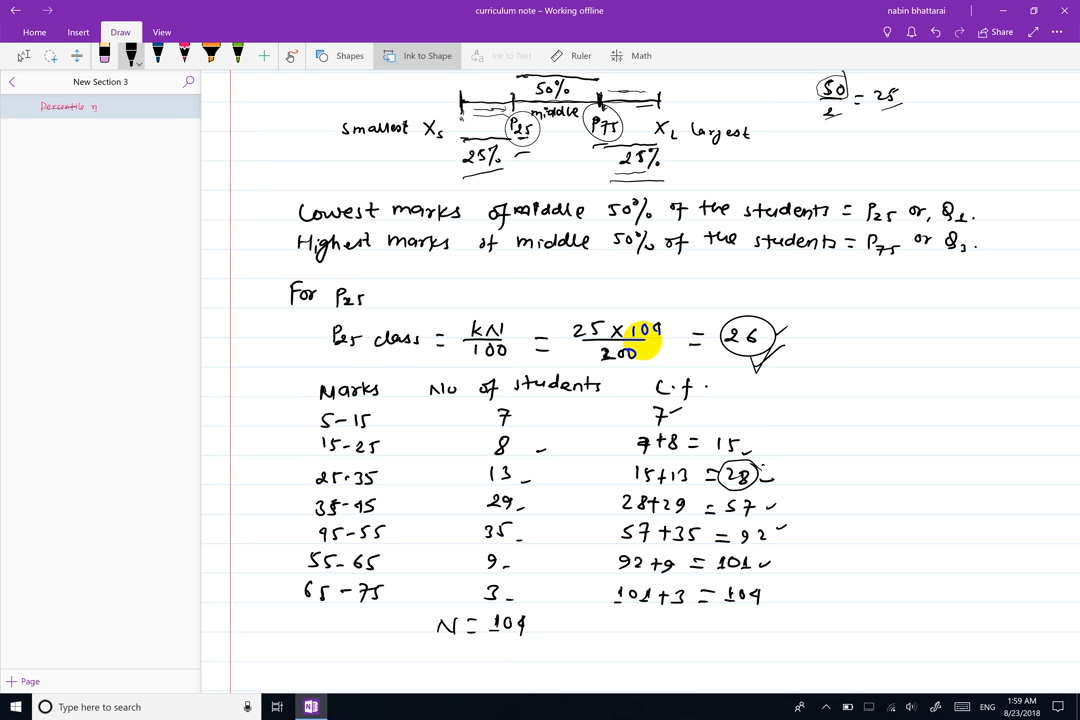 curriculum note – Working offline
nabin bhattarai
Home Insert Draw View
Share
Shapes Ink to Shape Ink to Text Ruler Math
New Section 3
Percentile n
50% 50/2 = 25
smallest Xs P25 middle P75 XL largest
25% 25%
Lowest marks of middle 50% of the students = P25 or, Q1.
Highest marks of middle 50% of the students = P75 or Q3.
For P25
P25 class = kN/100 = 25 × 104/100 = 26
Marks No of students C.f.
5-15 7 7
15-25 8 7+8 = 15
25-35 13 15+13 = 28
35-45 29 28+29 = 57
45-55 35 57+35 = 92
55-65 9 92+9 = 101
65-75 3 101+3 = 104
N = 104
+ Page
Type here to search
ENG
1:59 AM
8/23/2018